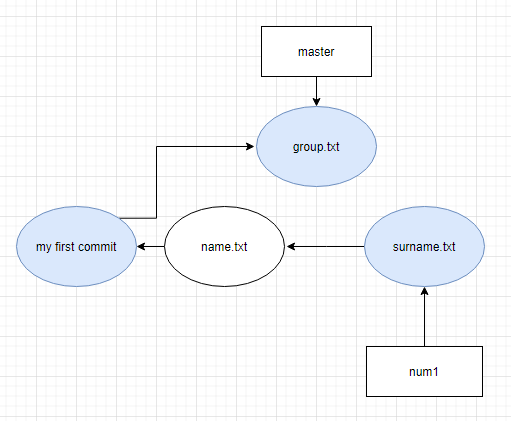 master
group.txt
my first commit
name.txt
surname.txt
num1